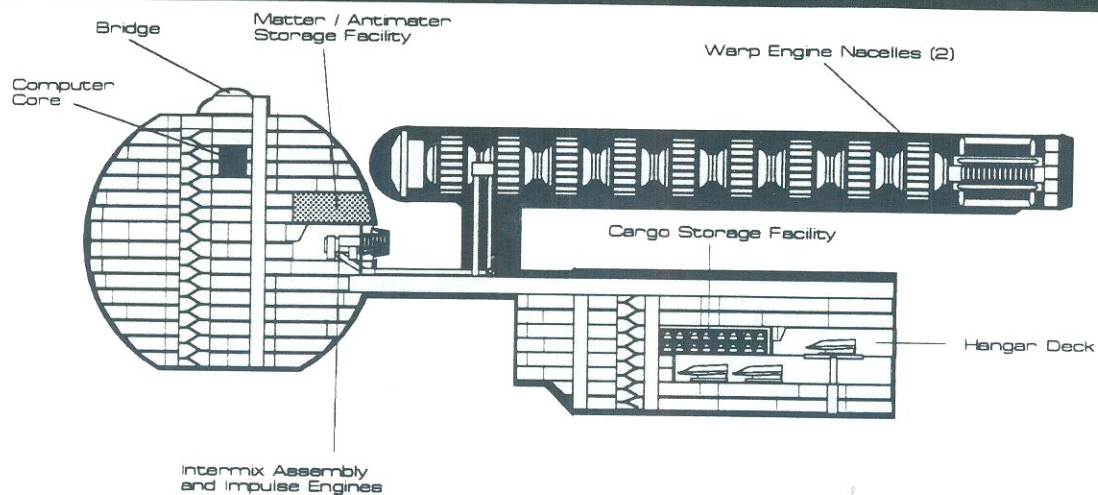 Bridge
Matter / Antimater
Storage Facility
Warp Engine Nacelles (2)
Computer
Core
Cargo Storage Facility
Hangar Deck
Intermix Assembly
and Impulse Engines